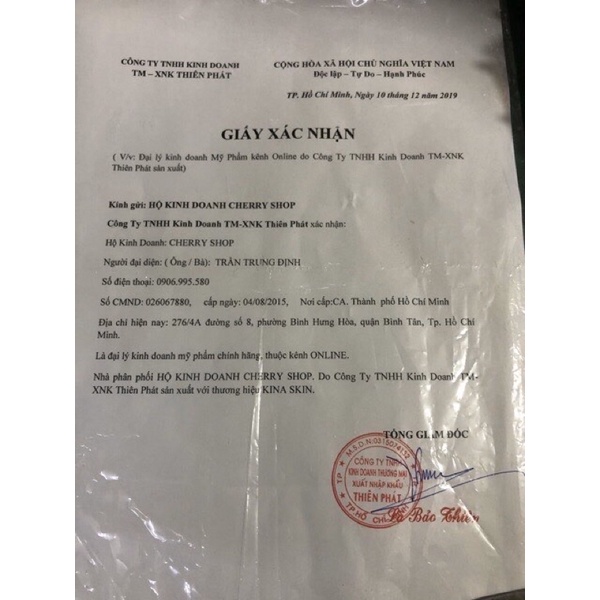 CÔNG TY TNHH KINH DOANH
TM – XNK THIÊN PHÁT
CỘNG HÒA XÃ HỘI CHỦ NGHĨA VIỆT NAM
Độc lập – Tự Do – Hạnh Phúc
TP. Hồ Chí Minh, Ngày 10 tháng 12 năm 2019
GIẤY XÁC NHẬN
( V/v: Đại lý kinh doanh Mỹ Phẩm kênh Online do Công Ty TNHH Kinh Doanh TM-XNK
Thiên Phát sản xuất)
Kính gửi: HỘ KINH DOANH CHERRY SHOP
Công Ty TNHH Kinh Doanh TM-XNK Thiên Phát xác nhận:
Hộ Kinh Doanh: CHERRY SHOP
Người đại diện: ( Ông / Bà): TRẦN TRUNG ĐỊNH
Số điện thoại: 0906.995.580
Số CMND: 026067880, cấp ngày: 04/08/2015, Nơi cấp:CA. Thành phố Hồ Chí Minh
Địa chỉ hiện nay: 276/4A đường số 8, phường Bình Hưng Hòa, quận Bình Tân, Tp. Hồ Chí
Minh.
Là đại lý kinh doanh mỹ phẩm chính hãng, thuộc kênh ONLINE.
Nhà phân phối HỘ KINH DOANH CHERRY SHOP. Do Công Ty TNHH Kinh Doanh TM-
XNK Thiên Phát sản xuất với thương hiệu KINA SKIN.
TỔNG GIÁM ĐỐC
CÔNG TY TNHH
KINH DOANH THƯƠNG MẠI
XUẤT NHẬP KHẨU
THIÊN PHÁT
TP.HỒ CHÍ
Lê Bảo Thiên